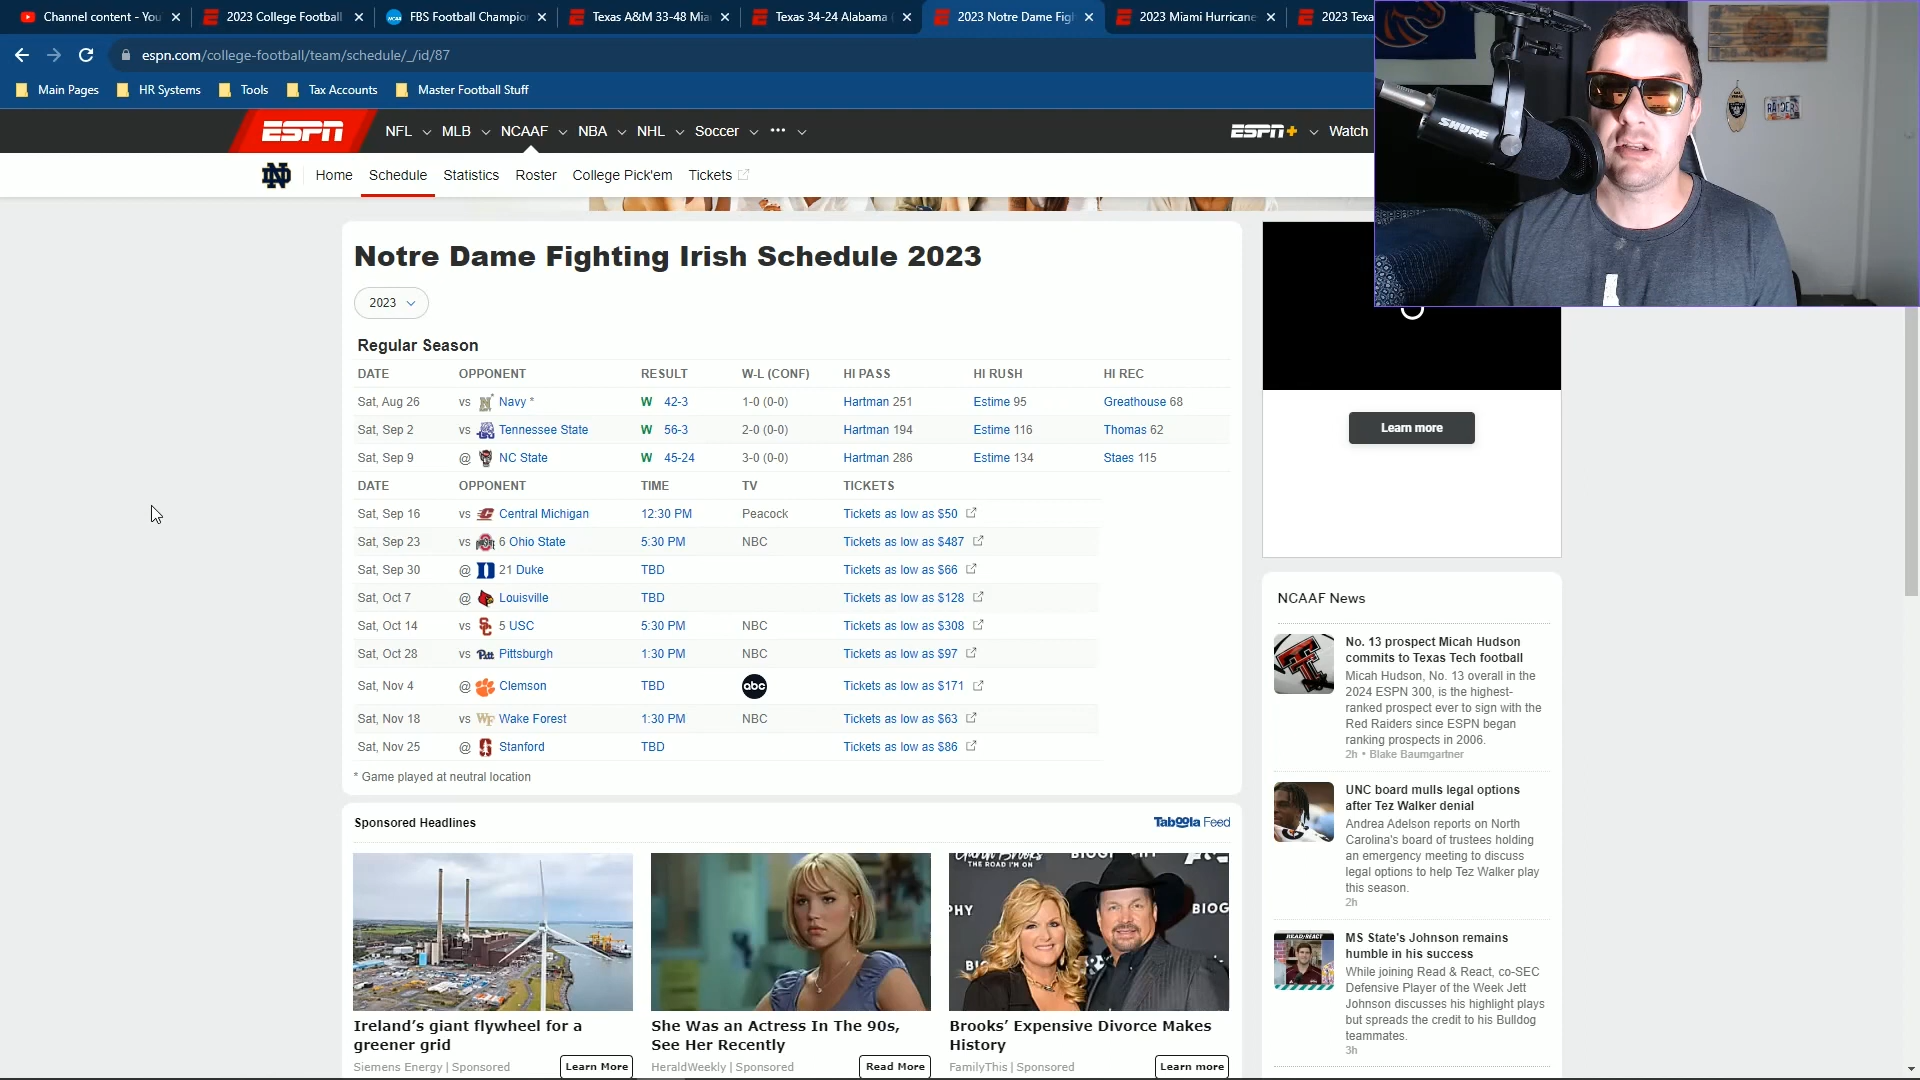 Channel content - You
2023 College Football
FBS Football Champio
Texas A&M 33-48 Mia
Texas 34-24 Alabama
2023 Notre Dame Figh
2023 Miami Hurricane
2023 Texa
espn.com/college-football/team/schedule/_/id/87
Main Pages HR Systems Tools Tax Accounts Master Football Stuff
ESPN NFL MLB NCAAF NBA NHL Soccer ••• ESPN+ Watch
Home Schedule Statistics Roster College Pick'em Tickets
SHURE
RAIDERS
Notre Dame Fighting Irish Schedule 2023
2023
Regular Season
DATE OPPONENT RESULT W-L (CONF) HI PASS HI RUSH HI REC
Sat, Aug 26 vs Navy * W 42-3 1-0 (0-0) Hartman 251 Estime 95 Greathouse 68
Sat, Sep 2 vs Tennessee State W 56-3 2-0 (0-0) Hartman 194 Estime 116 Thomas 62
Sat, Sep 9 @ NC State W 45-24 3-0 (0-0) Hartman 286 Estime 134 Staes 115
DATE OPPONENT TIME TV TICKETS
Sat, Sep 16 vs Central Michigan 12:30 PM Peacock Tickets as low as $50
Sat, Sep 23 vs 6 Ohio State 5:30 PM NBC Tickets as low as $487
Sat, Sep 30 @ 21 Duke TBD Tickets as low as $66
Sat, Oct 7 @ Louisville TBD Tickets as low as $128
Sat, Oct 14 vs 5 USC 5:30 PM NBC Tickets as low as $308
Sat, Oct 28 vs Pitt Pittsburgh 1:30 PM NBC Tickets as low as $97
Sat, Nov 4 @ Clemson TBD abc Tickets as low as $171
Sat, Nov 18 vs WF Wake Forest 1:30 PM NBC Tickets as low as $63
Sat, Nov 25 @ Stanford TBD Tickets as low as $86
* Game played at neutral location
Learn more
NCAAF News
No. 13 prospect Micah Hudson
commits to Texas Tech football
Micah Hudson, No. 13 overall in the
2024 ESPN 300, is the highest-
ranked prospect ever to sign with the
Red Raiders since ESPN began
ranking prospects in 2006.
2h • Blake Baumgartner
UNC board mulls legal options
after Tez Walker denial
Andrea Adelson reports on North
Carolina's board of trustees holding
an emergency meeting to discuss
legal options to help Tez Walker play
this season.
2h
READ/REACT
MS State's Johnson remains
humble in his success
While joining Read & React, co-SEC
Defensive Player of the Week Jett
Johnson discusses his highlight plays
but spreads the credit to his Bulldog
teammates.
3h
Sponsored Headlines
Taboola Feed
THE ROAD I'M ON
BIOG
Ireland's giant flywheel for a
greener grid
Siemens Energy | Sponsored
Learn More
She Was an Actress In The 90s,
See Her Recently
HeraldWeekly | Sponsored
Read More
Brooks' Expensive Divorce Makes
History
FamilyThis | Sponsored
Learn more